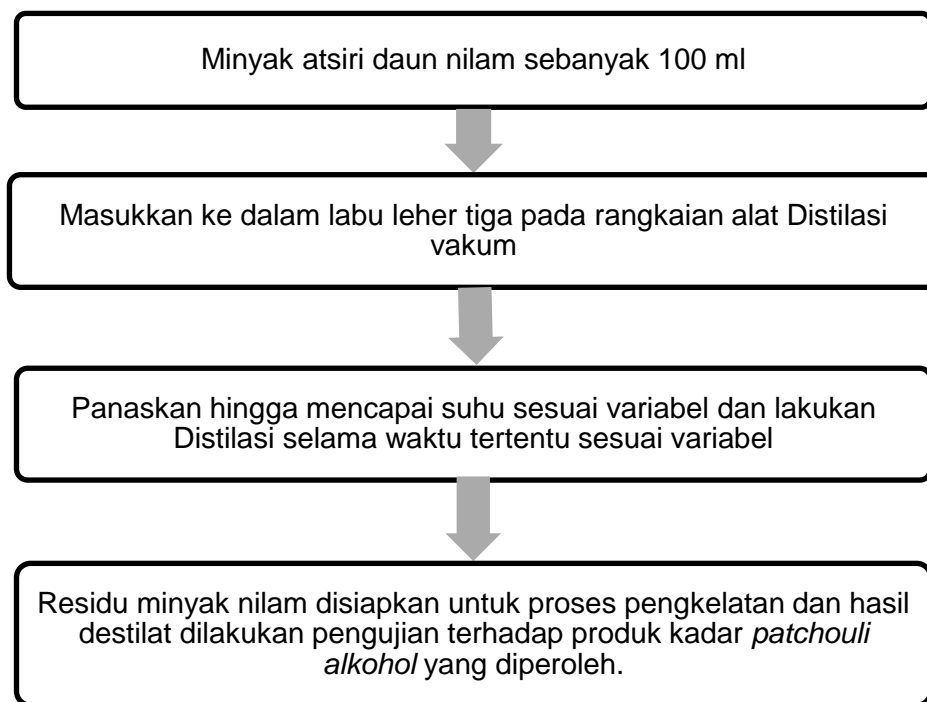 Minyak atsiri daun nilam sebanyak 100 ml
Masukkan ke dalam labu leher tiga pada rangkaian alat Distilasi
vakum
Panaskan hingga mencapai suhu sesuai variabel dan lakukan
Distilasi selama waktu tertentu sesuai variabel
Residu minyak nilam disiapkan untuk proses pengkelatan dan hasil
destilat dilakukan pengujian terhadap produk kadar patchouli
alkohol yang diperoleh.